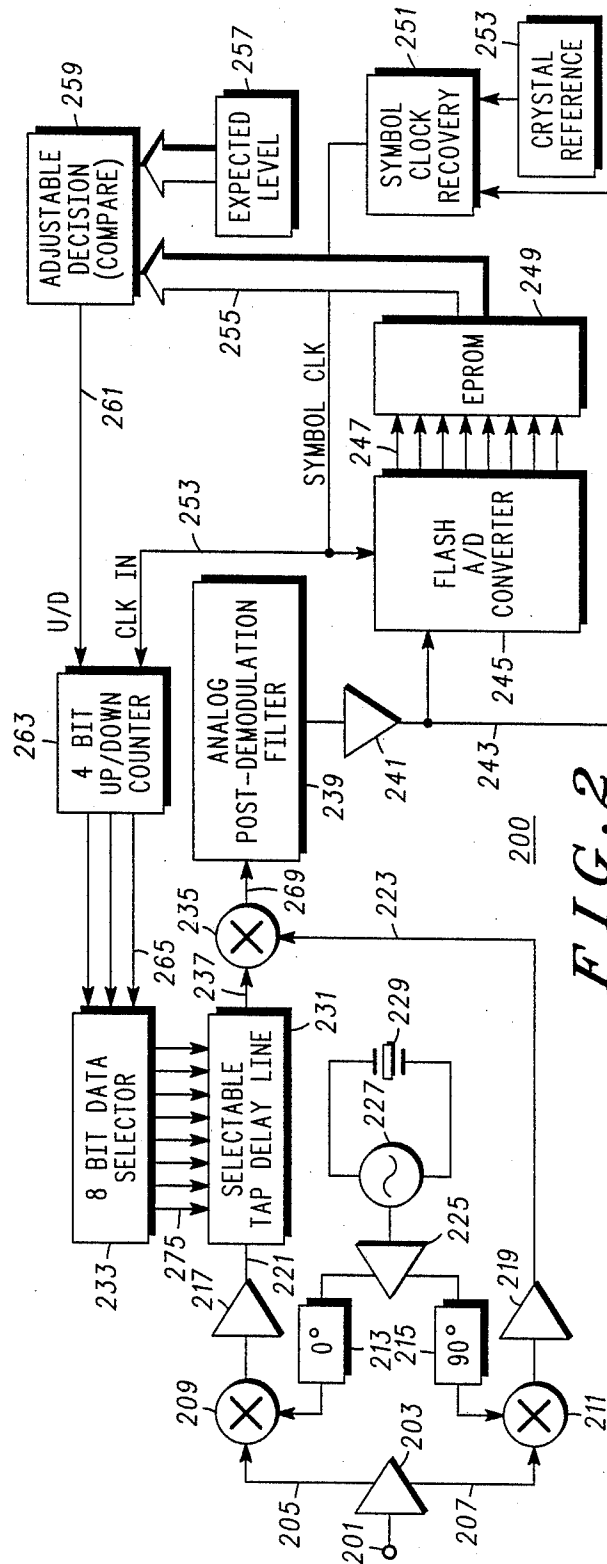 263
4 BIT
UP/DOWN
COUNTER
U/D
261
259
ADJUSTABLE
DECISION
(COMPARE)
CLK IN
253
255
257
EXPECTED
LEVEL
265
233
8 BIT DATA
SELECTOR
275
SYMBOL CLK
251
SYMBOL
CLOCK
RECOVERY
217
221
SELECTABLE
TAP DELAY LINE
231
237
235
269
ANALOG
POST-DEMODULATION
FILTER
239
247
249
EPROM
253
CRYSTAL
REFERENCE
209
205
0°
213
225
227
229
241
FLASH
A/D
CONVERTER
245
201
203
215
90°
223
243
207
211
219
200
FIG. 2